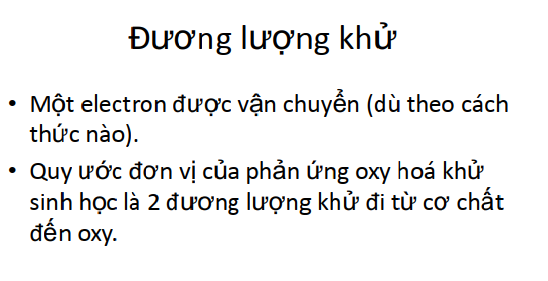 Đương lượng khử
• Một electron được vận chuyển (dù theo cách
thức nào).
• Quy ước đơn vị của phản ứng oxy hoá khử
sinh học là 2 đương lượng khử đi từ cơ chất
đến oxy.